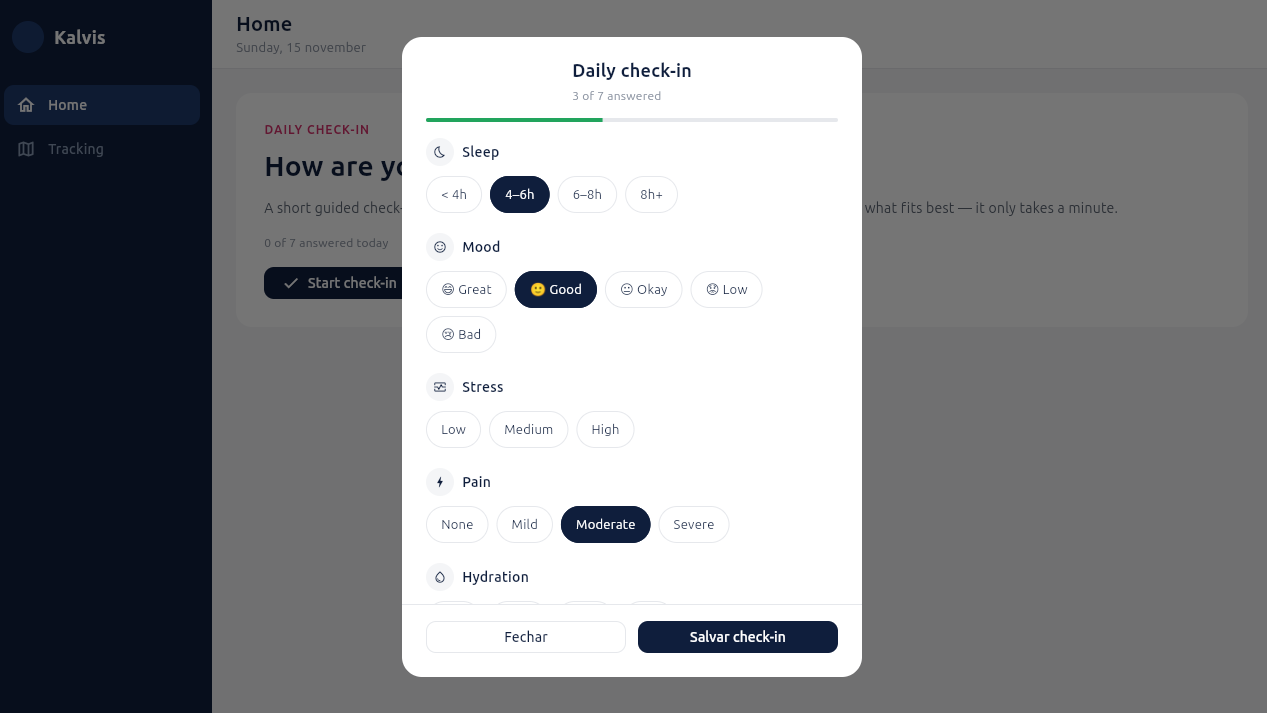 Kalvis
Home
Tracking
Home
Sunday, 15 november
DAILY CHECK-IN
How are yo
A short guided check-
what fits best — it only takes a minute.
0 of 7 answered today
Start check-in
Daily check-in
3 of 7 answered
Sleep
< 4h 4–6h 6–8h 8h+
Mood
😄 Great 🙂 Good 😐 Okay 😟 Low
😢 Bad
Stress
Low Medium High
Pain
None Mild Moderate Severe
Hydration
Fechar Salvar check-in